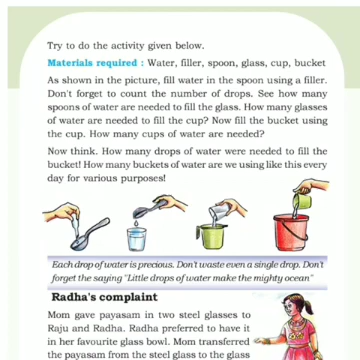 Try to do the activity given below.
Materials required : Water, filler, spoon, glass, cup, bucket
As shown in the picture, fill water in the spoon using a filler.
Don't forget to count the number of drops. See how many
spoons of water are needed to fill the glass. How many glasses
of water are needed to fill the cup? Now fill the bucket using
the cup. How many cups of water are needed?
Now think. How many drops of water were needed to fill the
bucket! How many buckets of water are we using like this every
day for various purposes!
Each drop of water is precious. Don't waste even a single drop. Don't
forget the saying "Little drops of water make the mighty ocean"
Radha's complaint
Mom gave payasam in two steel glasses to
Raju and Radha. Radha preferred to have it
in her favourite glass bowl. Mom transferred
the payasam from the steel glass to the glass